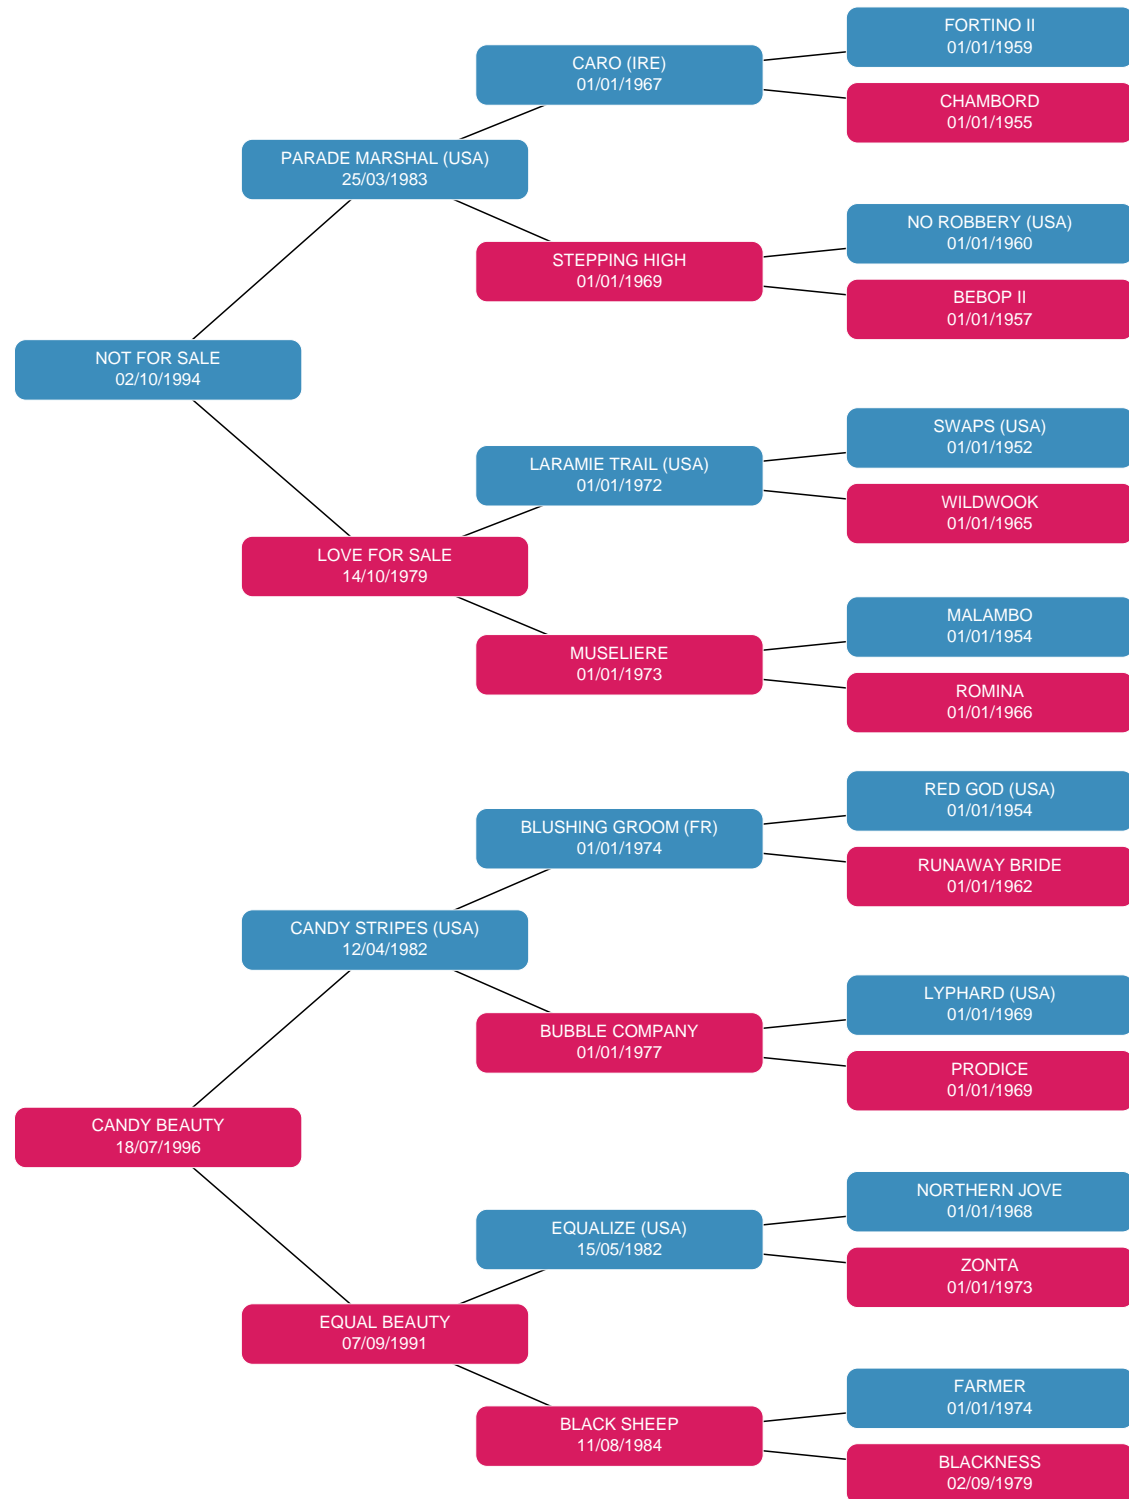 FORTINO II
01/01/1959
CARO (IRE)
01/01/1967
CHAMBORD
01/01/1955
PARADE MARSHAL (USA)
25/03/1983
NO ROBBERY (USA)
01/01/1960
STEPPING HIGH
01/01/1969
BEBOP II
01/01/1957
NOT FOR SALE
02/10/1994
SWAPS (USA)
01/01/1952
LARAMIE TRAIL (USA)
01/01/1972
WILDWOOK
01/01/1965
LOVE FOR SALE
14/10/1979
MALAMBO
01/01/1954
MUSELIERE
01/01/1973
ROMINA
01/01/1966
RED GOD (USA)
01/01/1954
BLUSHING GROOM (FR)
01/01/1974
RUNAWAY BRIDE
01/01/1962
CANDY STRIPES (USA)
12/04/1982
LYPHARD (USA)
01/01/1969
BUBBLE COMPANY
01/01/1977
PRODICE
01/01/1969
CANDY BEAUTY
18/07/1996
NORTHERN JOVE
01/01/1968
EQUALIZE (USA)
15/05/1982
ZONTA
01/01/1973
EQUAL BEAUTY
07/09/1991
FARMER
01/01/1974
BLACK SHEEP
11/08/1984
BLACKNESS
02/09/1979